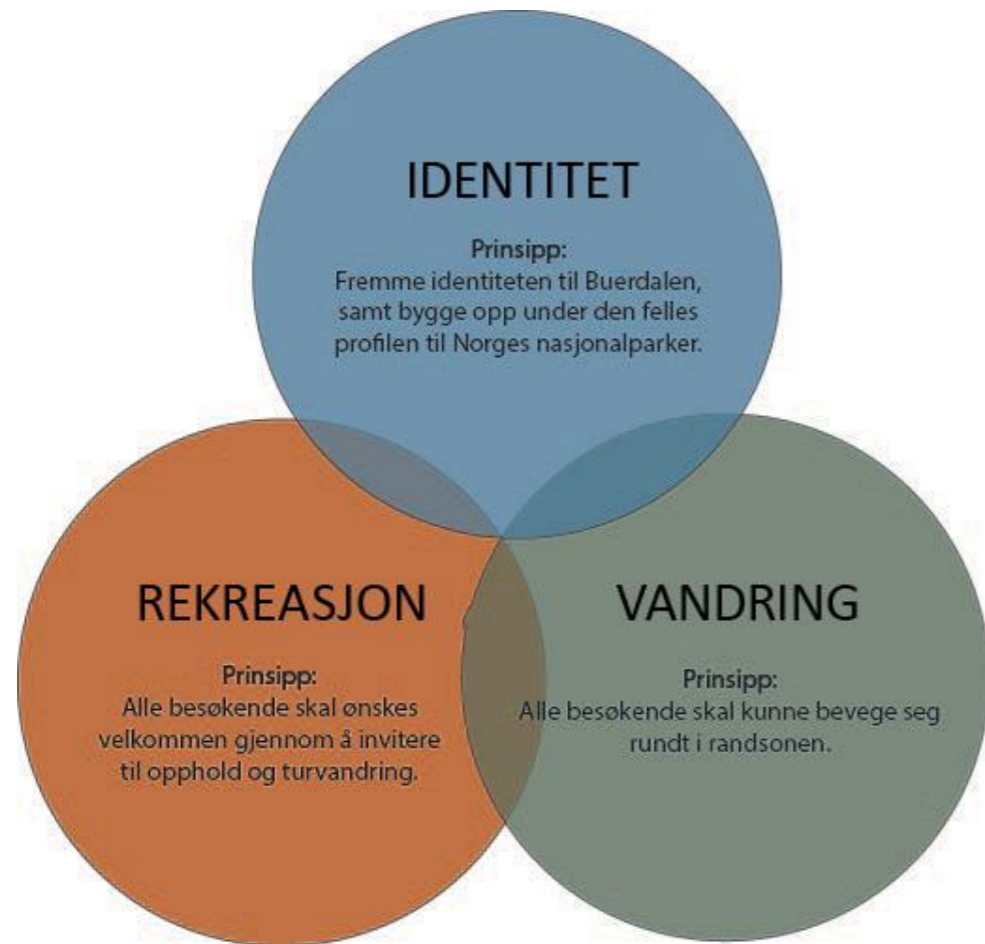 IDENTITET
Prinsipp:
Fremme identiteten til Buerdalen,
samt bygge opp under den felles
profilen til Norges nasjonalparker.
REKREASJON
Prinsipp:
Alle besøkende skal ønskes
velkommen gjennom å invitere
til opphold og turvandring.
VANDRING
Prinsipp:
Alle besøkende skal kunne bevege seg
rundt i randsonen.